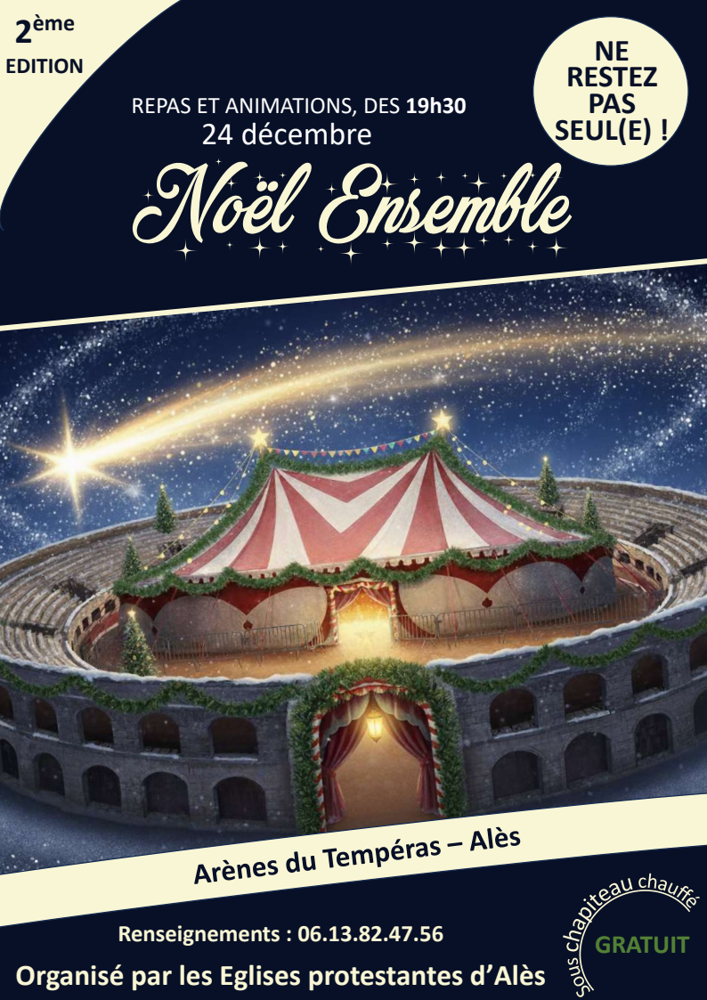 2ème
EDITION
NE
RESTEZ
PAS
SEUL(E) !
REPAS ET ANIMATIONS, DES 19h30
24 décembre
Noël Ensemble
Arènes du Tempéras – Alès
Renseignements : 06.13.82.47.56
Organisé par les Eglises protestantes d’Alès
Sous chapiteau chauffé
GRATUIT